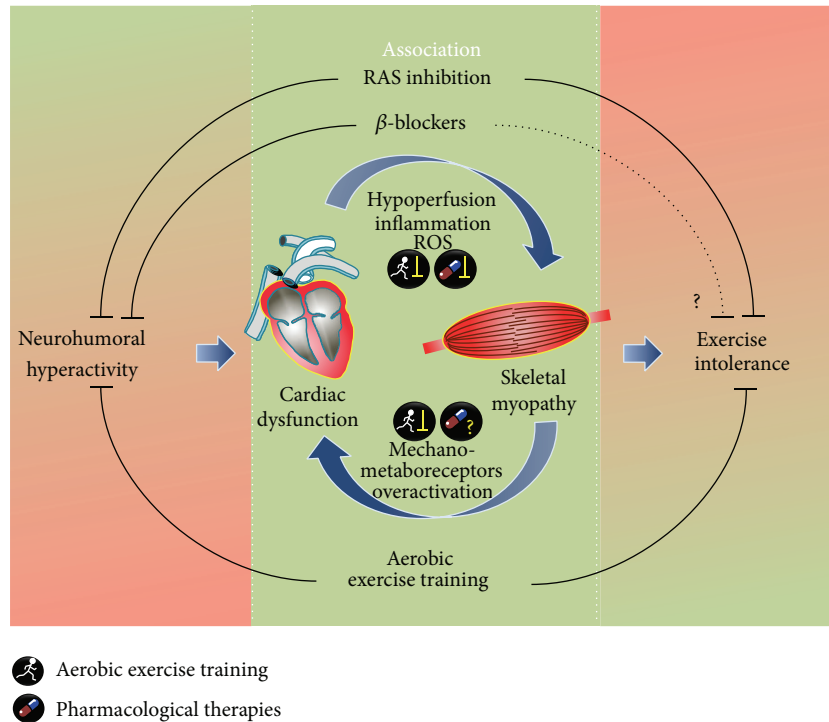 Association
RAS inhibition
β-blockers
Hypoperfusion
inflammation
ROS
?
Neurohumoral
hyperactivity
Exercise
intolerance
Cardiac
dysfunction
Skeletal
myopathy
?
Mechano-
metaboreceptors
overactivation
Aerobic
exercise training
Aerobic exercise training
Pharmacological therapies